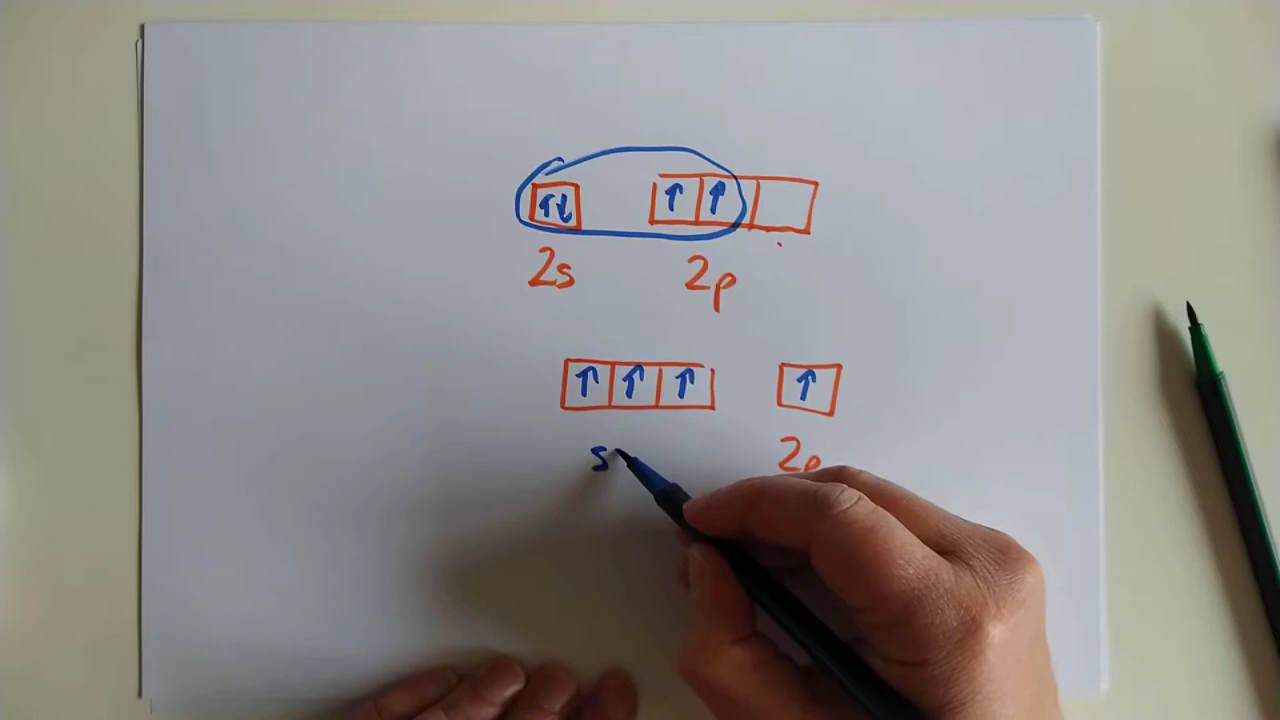 ↑↓ ↑ ↑
2s 2p
↑ ↑ ↑ ↑
s 2p